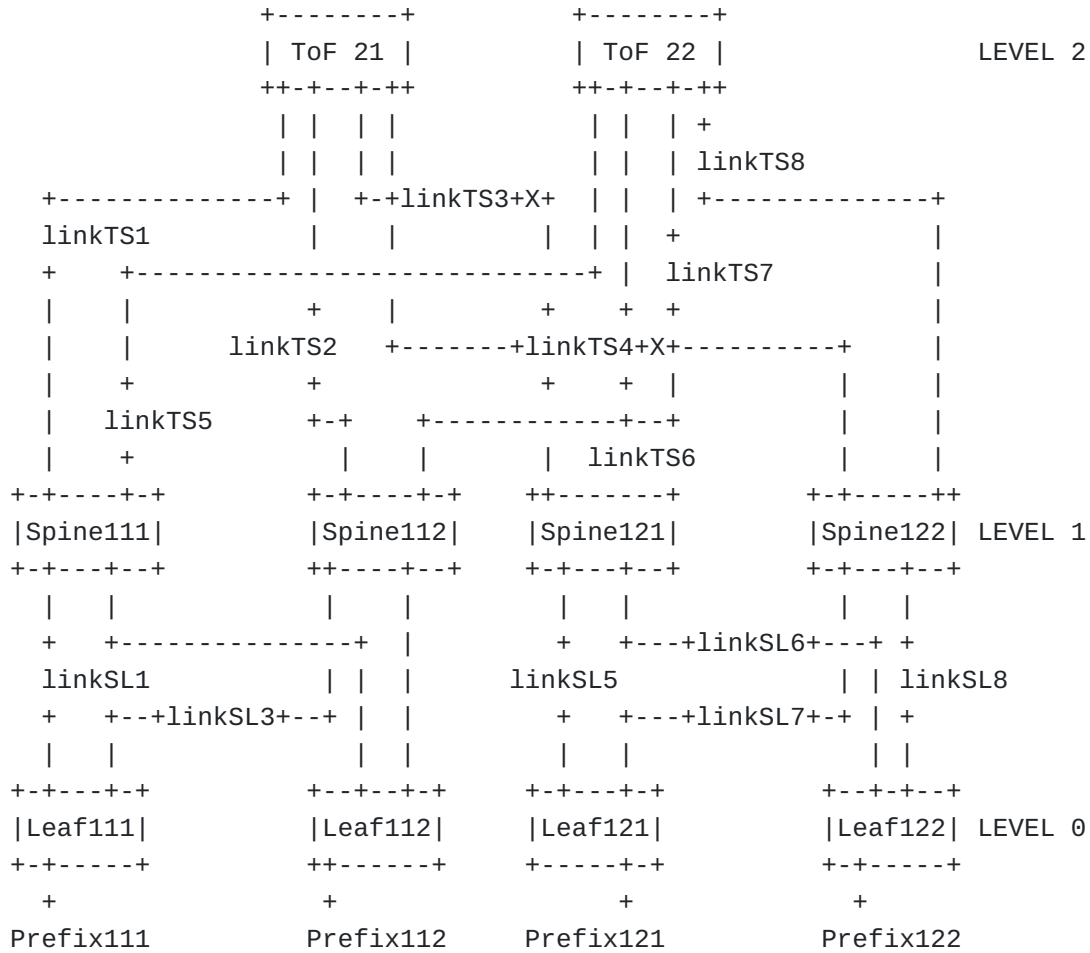 ToF 21 ToF 22 LEVEL 2
linkTS8
linkTS3+X+
linkTS1
linkTS7
linkTS2 linkTS4+X+
linkTS5
linkTS6
Spine111 Spine112 Spine121 Spine122 LEVEL 1
linkSL6
linkSL1 linkSL5 linkSL8
linkSL3 linkSL7
Leaf111 Leaf112 Leaf121 Leaf122 LEVEL 0
Prefix111 Prefix112 Prefix121 Prefix122